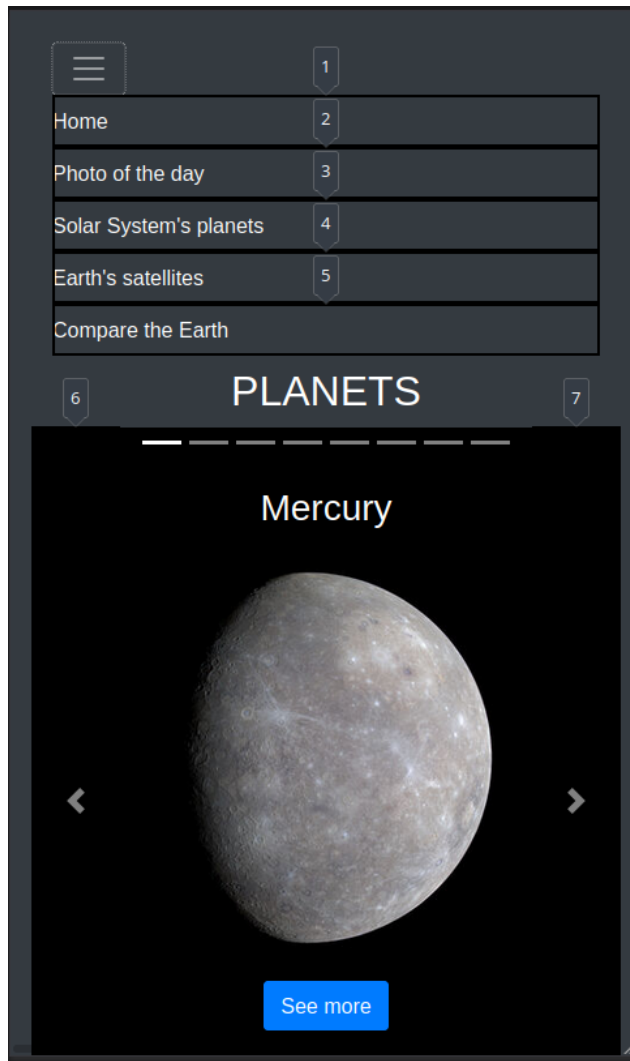 1
Home
2
Photo of the day
3
Solar System's planets
4
Earth's satellites
5
Compare the Earth
6
PLANETS
7
Mercury
See more